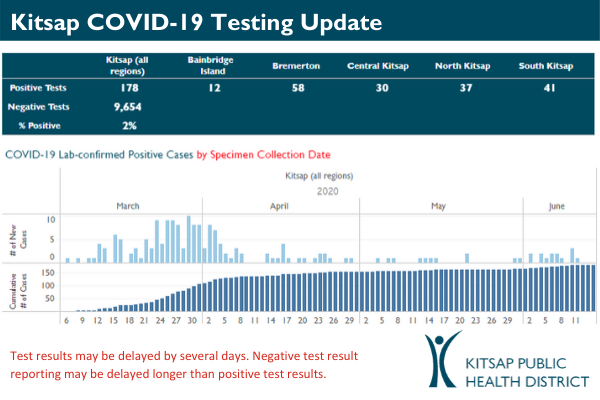 Kitsap COVID-19 Testing Update
Kitsap (all regions) Bainbridge Island Bremerton Central Kitsap North Kitsap South Kitsap
Positive Tests 178 12 58 30 37 41
Negative Tests 9,654
% Positive 2%
COVID-19 Lab-confirmed Positive Cases by Specimen Collection Date
Kitsap (all regions)
2020
March April May June
# of New Cases
10
5
0
Cumulative # of Cases
150
100
50
6 9 12 15 18 21 24 27 30 2 5 8 11 14 17 20 23 26 29 2 5 8 11 14 17 20 23 26 29 2 5 8 11
Test results may be delayed by several days. Negative test result
reporting may be delayed longer than positive test results.
KITSAP PUBLIC
HEALTH DISTRICT